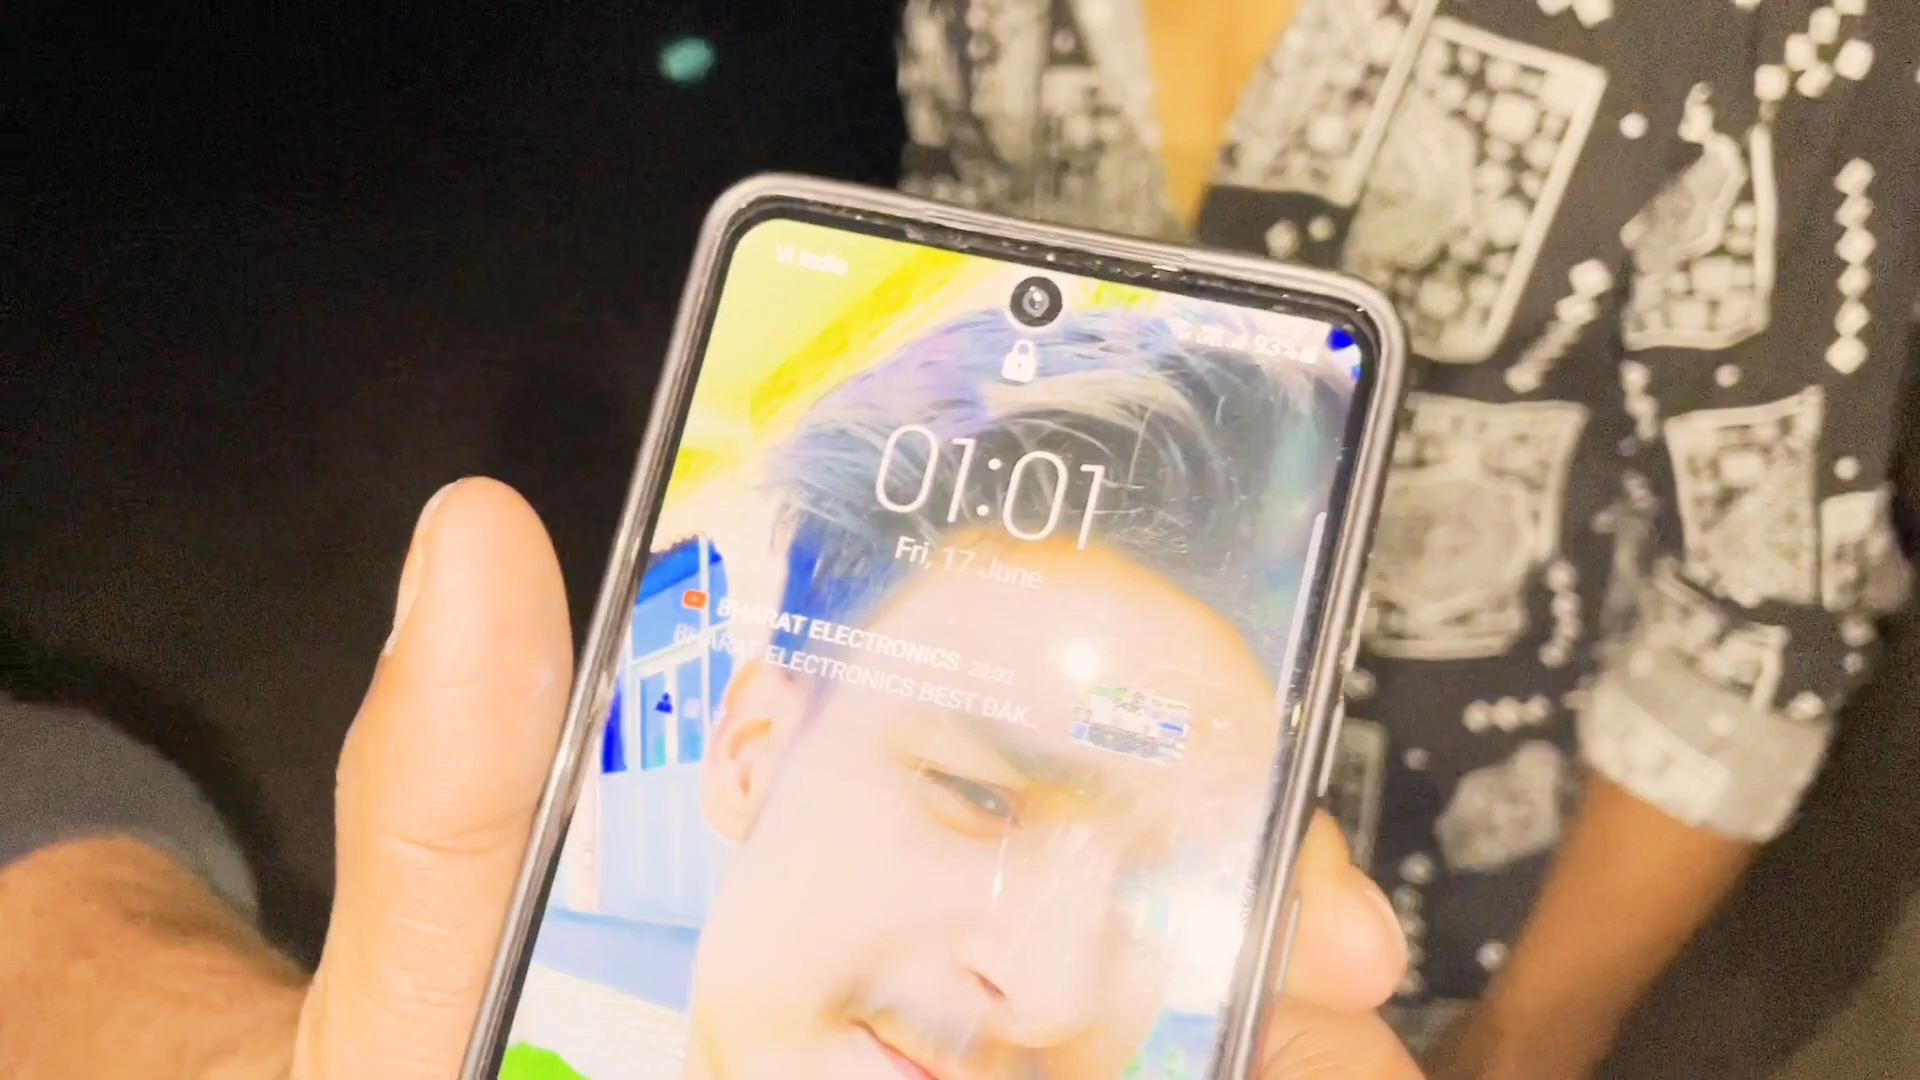 Vi India
93%
01:01
Fri, 17 June
BHARAT ELECTRONICS 20:02
BHARAT ELECTRONICS BEST DAK...